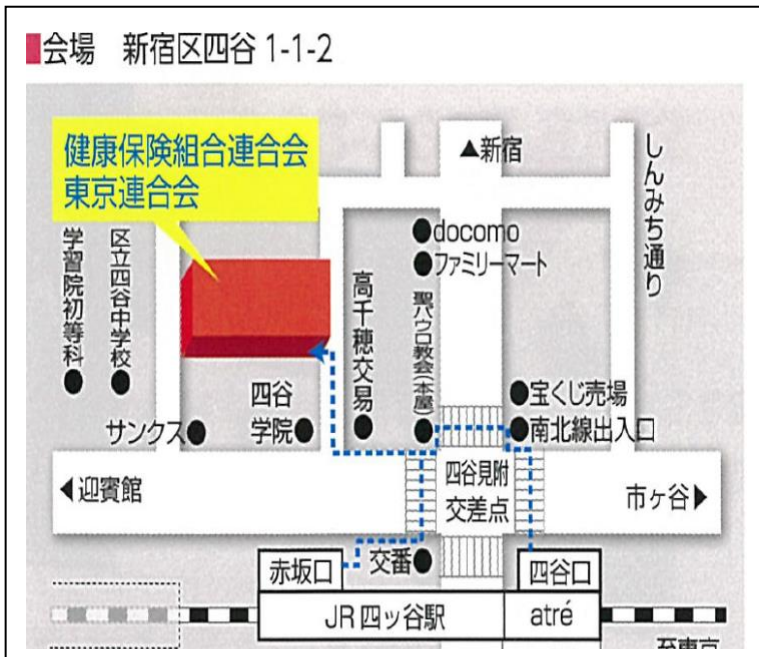 ■会場　新宿区四谷 1-1-2
健康保険組合連合会
東京連合会
▲新宿
しんみち通り
docomo
ファミリーマート
学習院初等科
区立四谷中学校
高千穂交易
聖パウロ教会(本屋)
四谷
学院
サンクス
宝くじ売場
南北線出入口
◀迎賓館
四谷見附
交差点
市ヶ谷▶
赤坂口
交番
四谷口
JR四ッ谷駅
atré
至東京